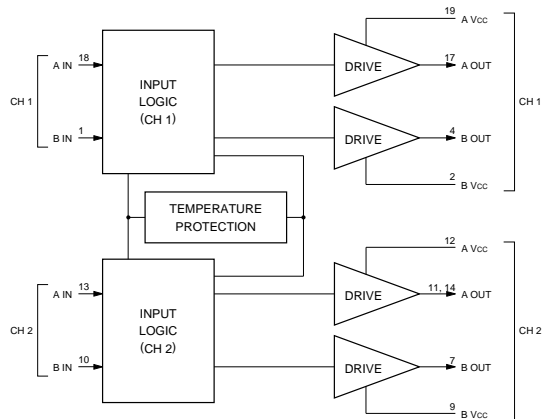 19 A VCC
CH 1
A IN 18
INPUT
LOGIC
(CH 1)
DRIVE
17 A OUT
CH 1
B IN 1
DRIVE
4 B OUT
2 B VCC
TEMPERATURE
PROTECTION
12 A VCC
CH 2
A IN 13
INPUT
LOGIC
(CH 2)
DRIVE
11, 14 A OUT
CH 2
B IN 10
DRIVE
7 B OUT
9 B VCC